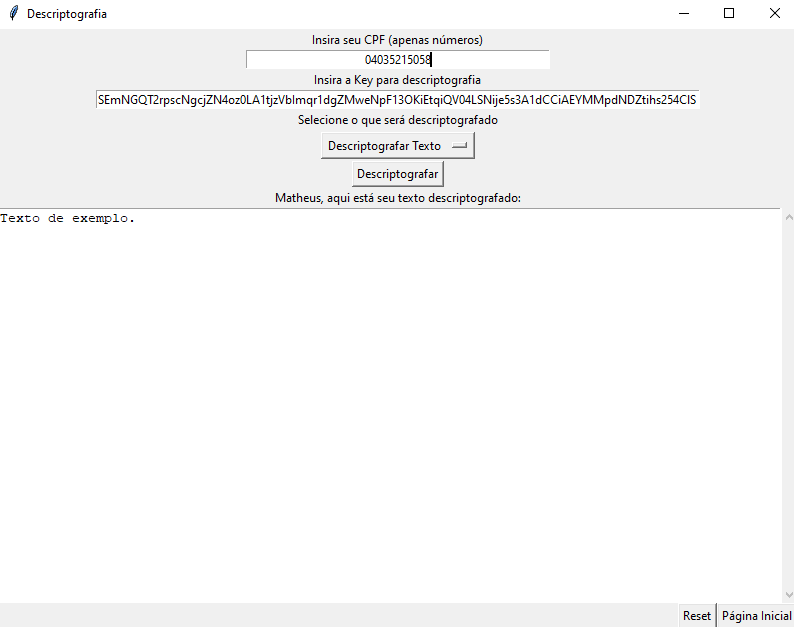 Descriptografia
Insira seu CPF (apenas números)
04035215058
Insira a Key para descriptografia
SEmNGQT2rpscNgcjZN4oz0LA1tjzVbImqr1dgZMweNpF13OKiEtqiQV04LSNije5s3A1dCCiAEYMMpdNDZtihs254CIS
Selecione o que será descriptografado
Descriptografar Texto
Descriptografar
Matheus, aqui está seu texto descriptografado:
Texto de exemplo.
Reset Página Inicial